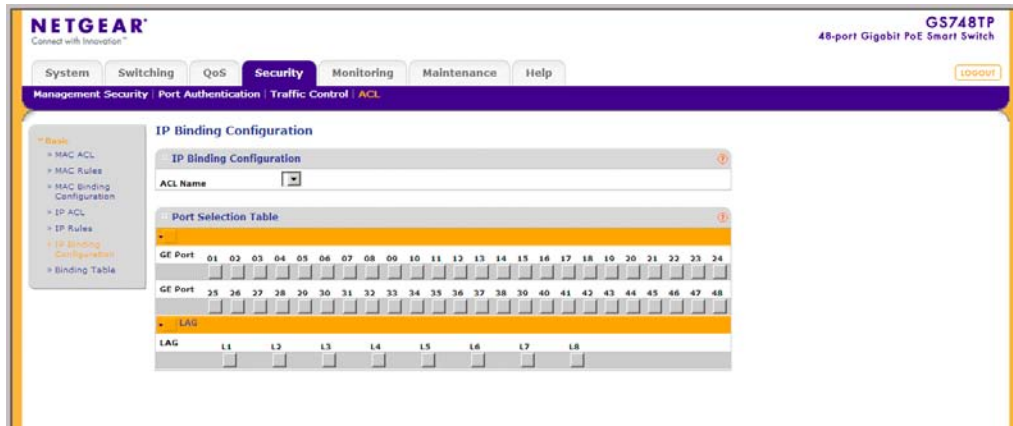 NETGEAR
Connect with Innovation™
GS748TP
48-port Gigabit PoE Smart Switch
System Switching QoS Security Monitoring Maintenance Help
LOGOUT
Management Security | Port Authentication | Traffic Control | ACL
Basic
» MAC ACL
» MAC Rules
» MAC Binding
Configuration
» IP ACL
» IP Rules
» IP Binding
Configuration
» Binding Table
IP Binding Configuration
IP Binding Configuration
ACL Name
Port Selection Table
GE Port 01 02 03 04 05 06 07 08 09 10 11 12 13 14 15 16 17 18 19 20 21 22 23 24
GE Port 25 26 27 28 29 30 31 32 33 34 35 36 37 38 39 40 41 42 43 44 45 46 47 48
LAG
LAG L1 L2 L3 L4 L5 L6 L7 L8